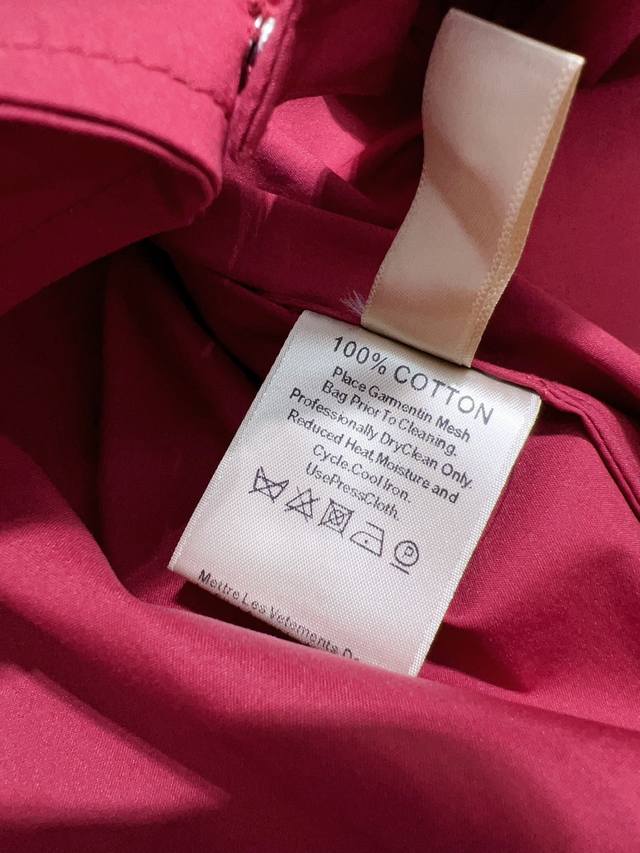 100% COTTON
Place Garmentin Mesh
Bag Prior To Cleaning.
Professionally DryClean Only.
Reduced Heat,Moisture and
Cycle.Cool Iron.
UsePressCloth.
P
Mettre Les Vetements